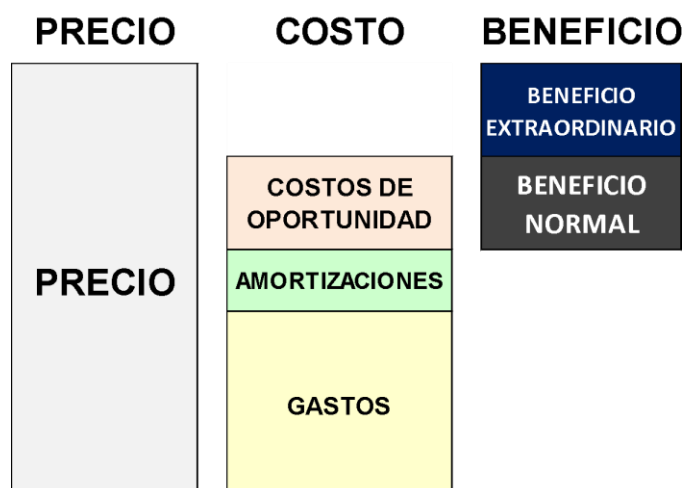 PRECIO
COSTO
BENEFICIO
BENEFICIO
EXTRAORDINARIO
COSTOS DE
OPORTUNIDAD
BENEFICIO
NORMAL
PRECIO
AMORTIZACIONES
GASTOS